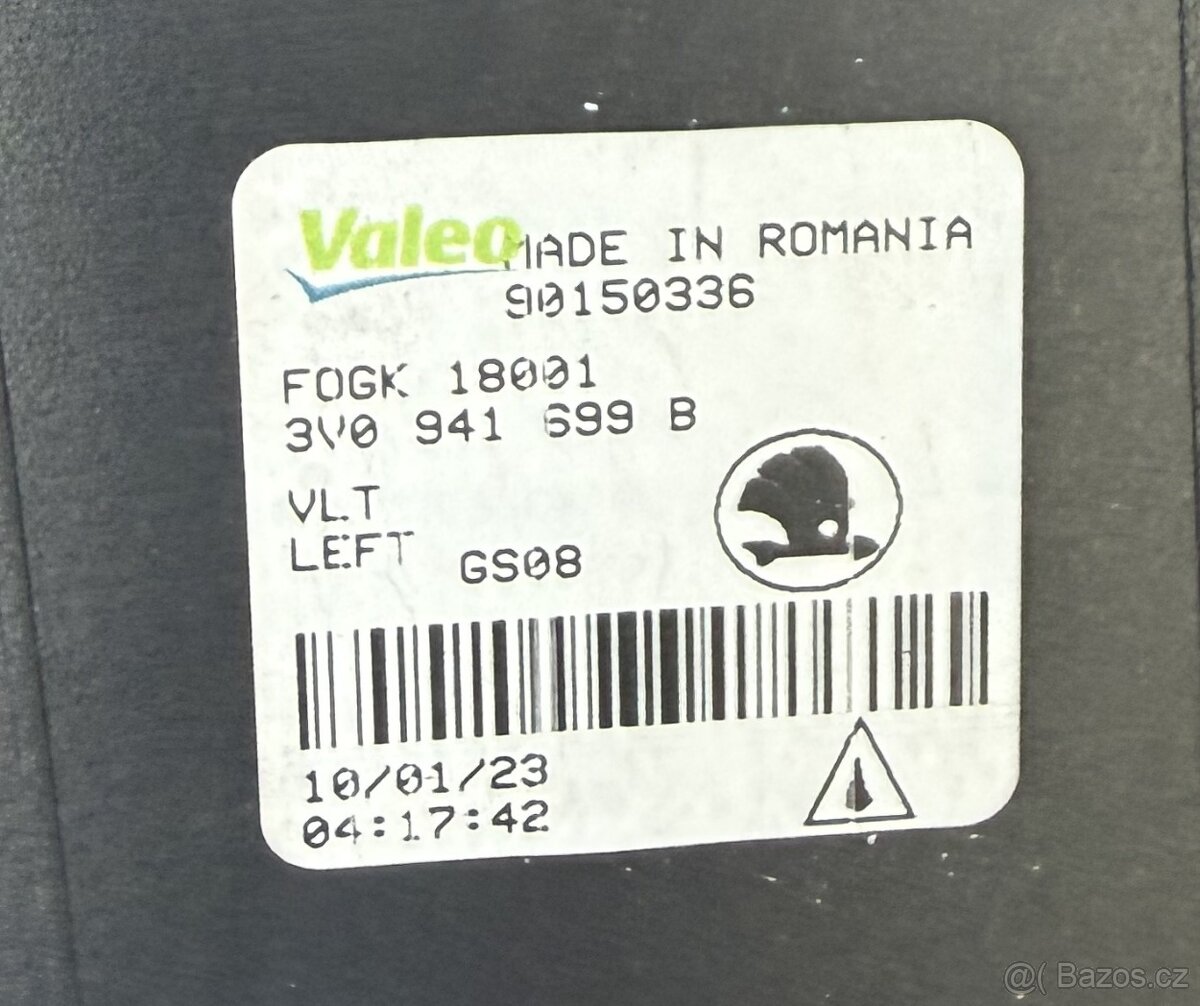 Valeo MADE IN ROMANIA
90150336
FOGK 18001
3V0 941 699 B
VLT
LEFT GS08
10/01/23
04:17:42
@( Bazos.cz